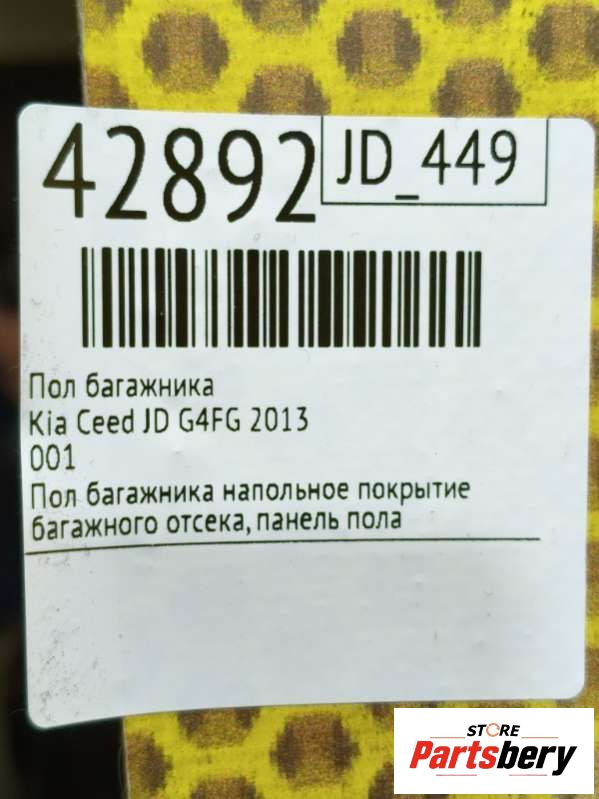 42892
JD_449
Пол багажника
Kia Ceed JD G4FG 2013
001
Пол багажника напольное покрытие
багажного отсека, панель пола
STORE
Partsbery